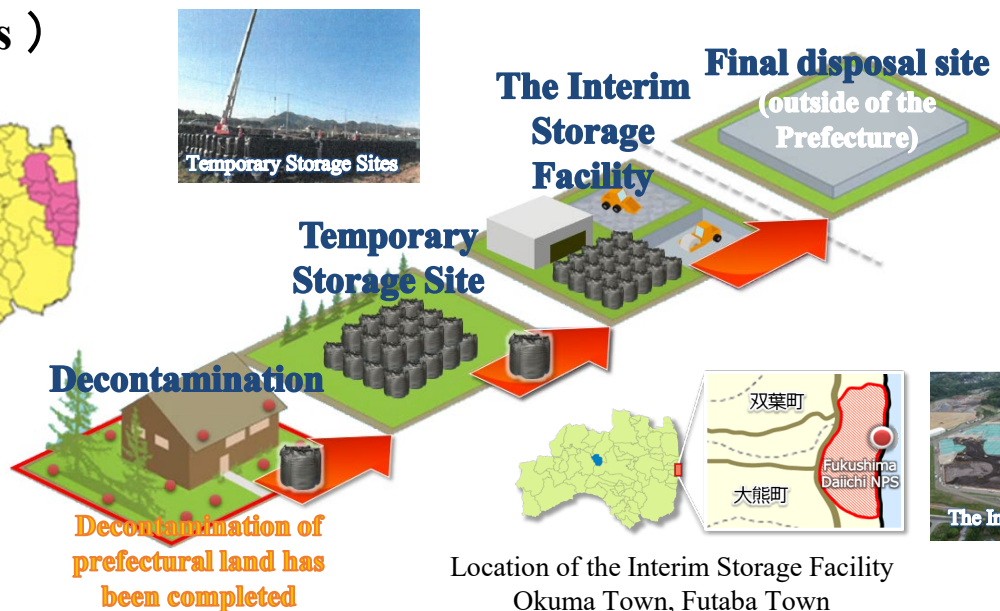 s ）
Temporary Storage Sites
Final disposal site
(outside of the
Prefecture)
The Interim
Storage
Facility
Temporary
Storage Site
Decontamination
Decontamination of
prefectural land has
been completed
双葉町
大熊町
Fukushima
Daiichi NPS
The In
Location of the Interim Storage Facility
Okuma Town, Futaba Town